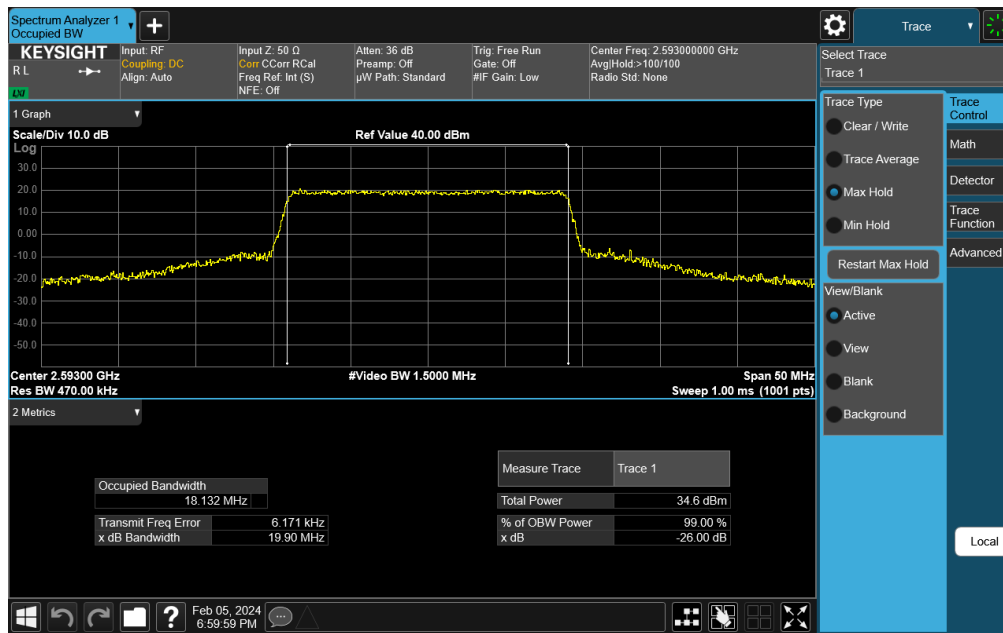 Spectrum Analyzer 1
Occupied BW
KEYSIGHT
R L
LXI
Input: RF
Coupling: DC
Align: Auto
Input Z: 50 Ω
Corr CCorr RCal
Freq Ref: Int (S)
NFE: Off
Atten: 36 dB
Preamp: Off
µW Path: Standard
Trig: Free Run
Gate: Off
#IF Gain: Low
Center Freq: 2.593000000 GHz
Avg|Hold:>100/100
Radio Std: None
1 Graph
Scale/Div 10.0 dB
Ref Value 40.00 dBm
Log
30.0
20.0
10.0
0.00
-10.0
-20.0
-30.0
-40.0
-50.0
Center 2.59300 GHz
#Video BW 1.5000 MHz
Span 50 MHz
Res BW 470.00 kHz
Sweep 1.00 ms (1001 pts)
2 Metrics
Occupied Bandwidth
18.132 MHz
Transmit Freq Error 6.171 kHz
x dB Bandwidth 19.90 MHz
Measure Trace Trace 1
Total Power 34.6 dBm
% of OBW Power 99.00 %
x dB -26.00 dB
Feb 05, 2024
6:59:59 PM
Trace
Select Trace
Trace 1
Trace Type
Clear / Write
Trace Average
Max Hold
Min Hold
Restart Max Hold
View/Blank
Active
View
Blank
Background
Trace
Control
Math
Detector
Trace
Function
Advanced
Local